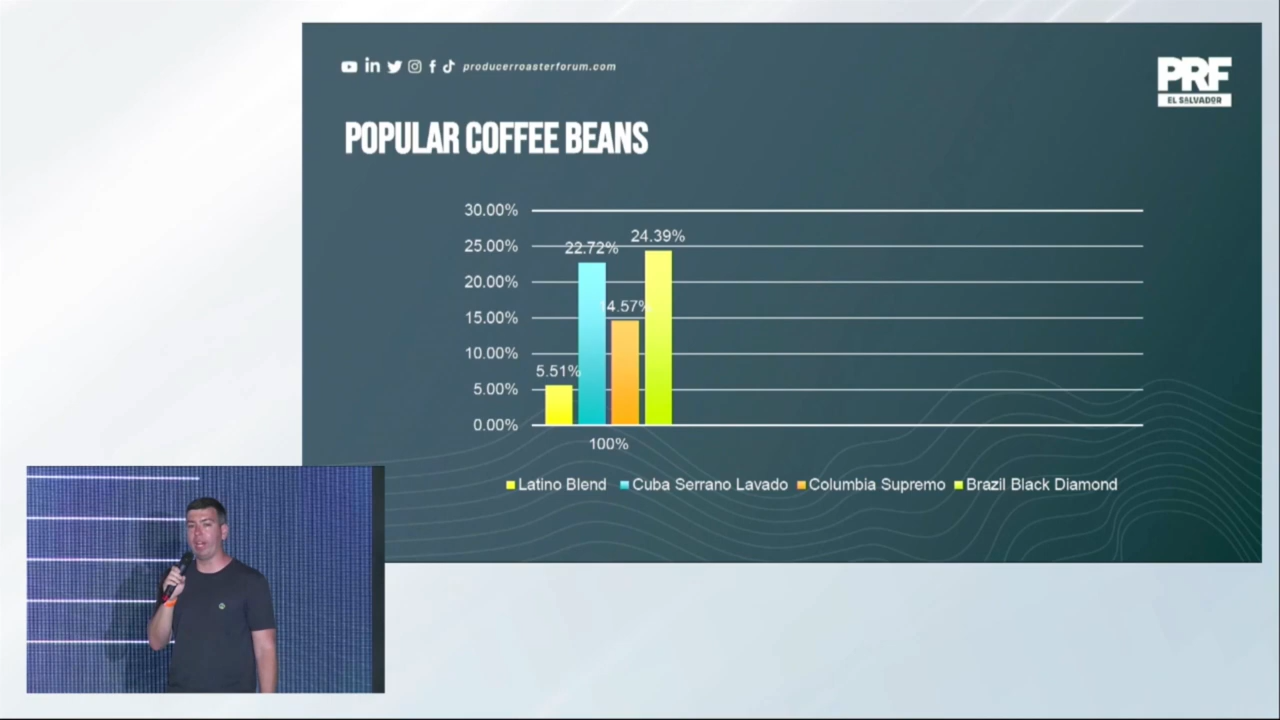 producerroasterforum.com
PRF
EL SALVADOR
POPULAR COFFEE BEANS
30.00%
25.00%
20.00%
15.00%
10.00%
5.00%
0.00%
5.51%
22.72%
4.57%
24.39%
100%
Latino Blend Cuba Serrano Lavado Columbia Supremo Brazil Black Diamond